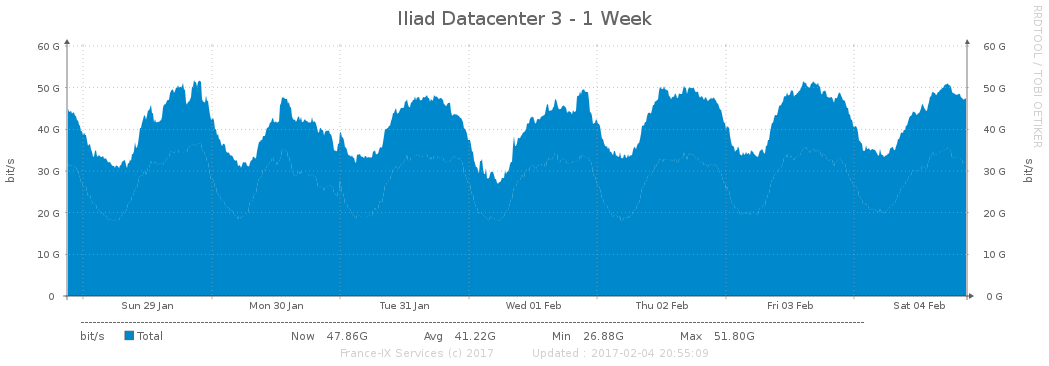 Iliad Datacenter 3 - 1 Week
RRDTOOL / TOBI OETIKER
60 G 60 G
50 G 50 G
40 G 40 G
30 G 30 G
20 G 20 G
10 G 10 G
0 0 G
bit/s bit/s
Sun 29 Jan Mon 30 Jan Tue 31 Jan Wed 01 Feb Thu 02 Feb Fri 03 Feb Sat 04 Feb
bit/s Total Now 47.86G Avg 41.22G Min 26.88G Max 51.80G
France-IX Services (c) 2017 Updated : 2017-02-04 20:55:09